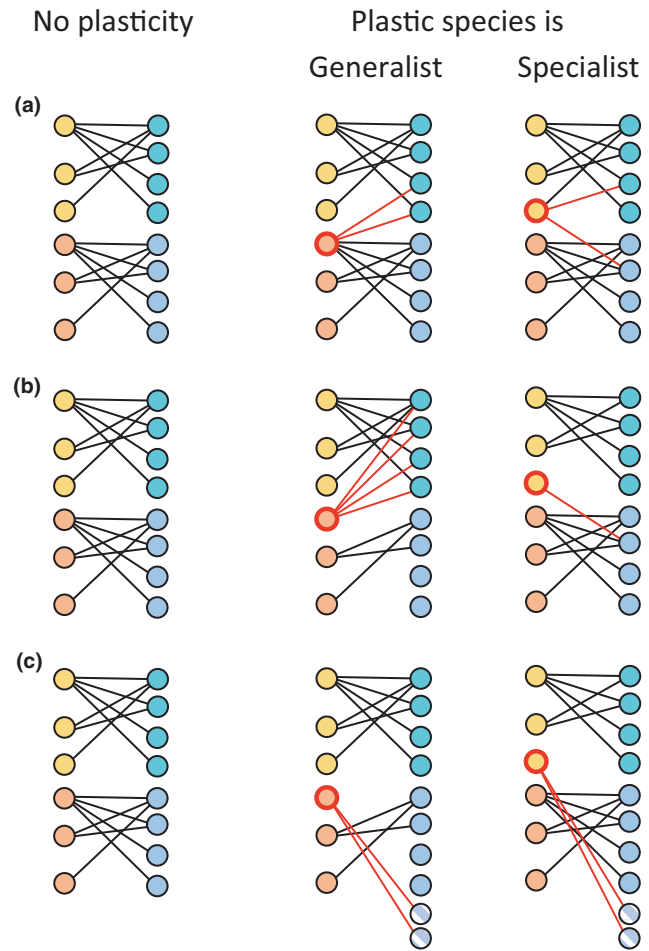 No plasticity
Plastic species is
Generalist
Specialist
(a)
(b)
(c)